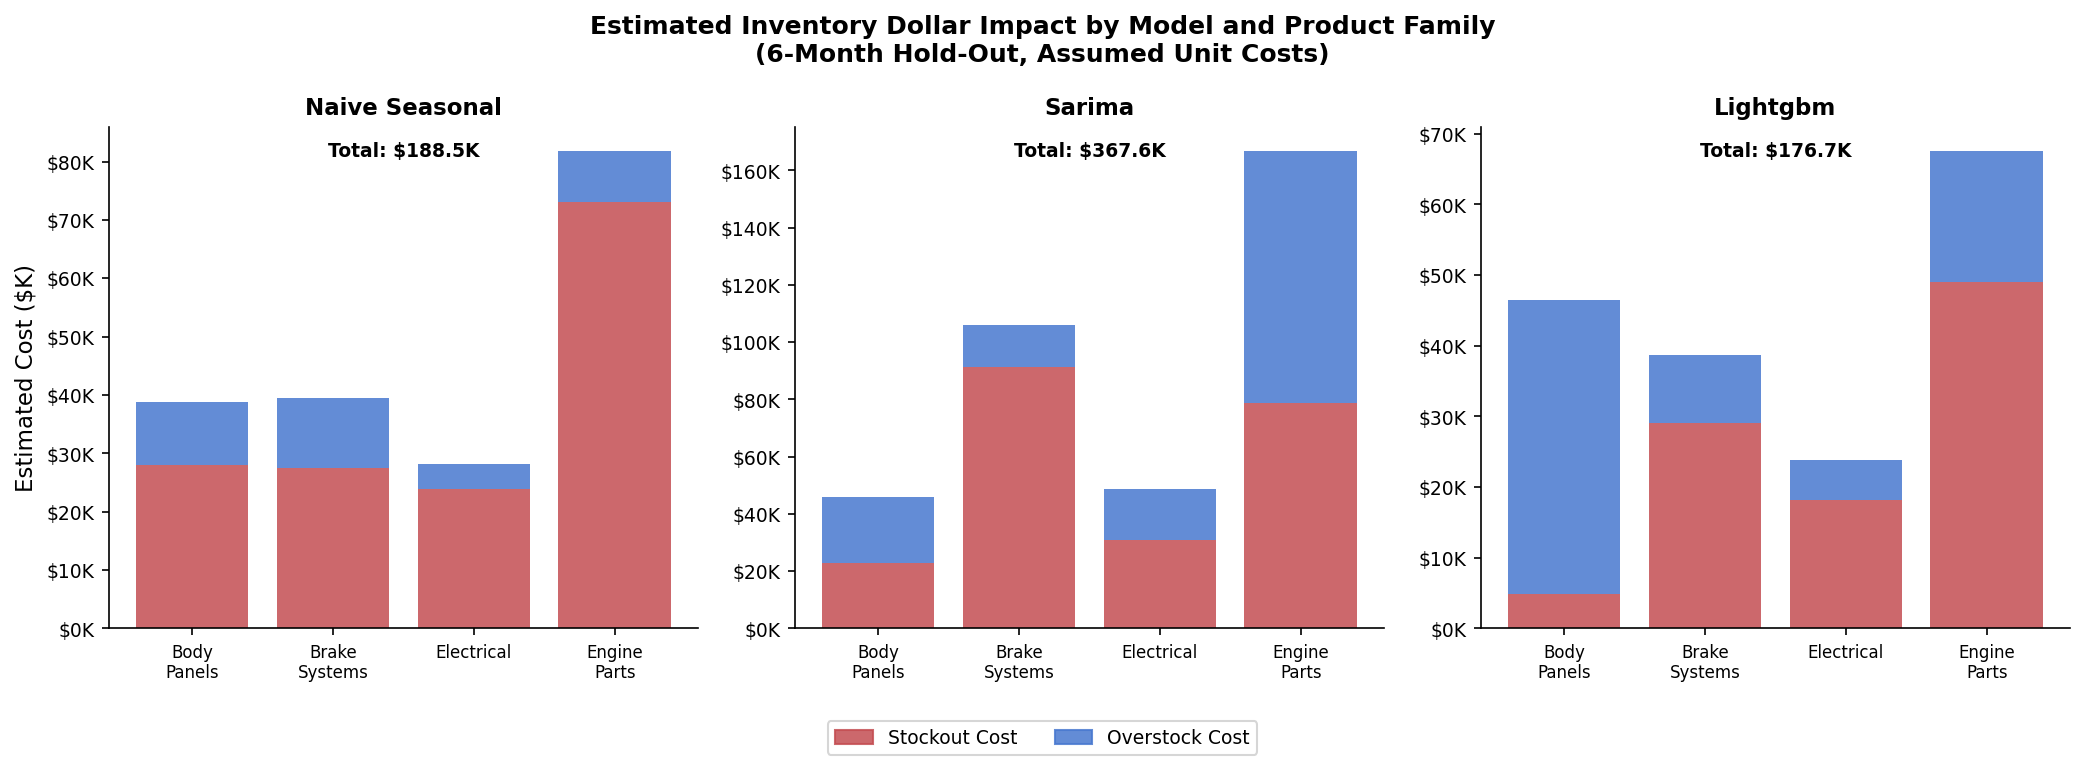 Estimated Inventory Dollar Impact by Model and Product Family
(6-Month Hold-Out, Assumed Unit Costs)
Naive Seasonal
Total: $188.5K
Estimated Cost ($K)
$80K
$70K
$60K
$50K
$40K
$30K
$20K
$10K
$0K
Body
Panels
Brake
Systems
Electrical
Engine
Parts
Sarima
Total: $367.6K
$160K
$140K
$120K
$100K
$80K
$60K
$40K
$20K
$0K
Body
Panels
Brake
Systems
Electrical
Engine
Parts
Lightgbm
Total: $176.7K
$70K
$60K
$50K
$40K
$30K
$20K
$10K
$0K
Body
Panels
Brake
Systems
Electrical
Engine
Parts
Stockout Cost
Overstock Cost